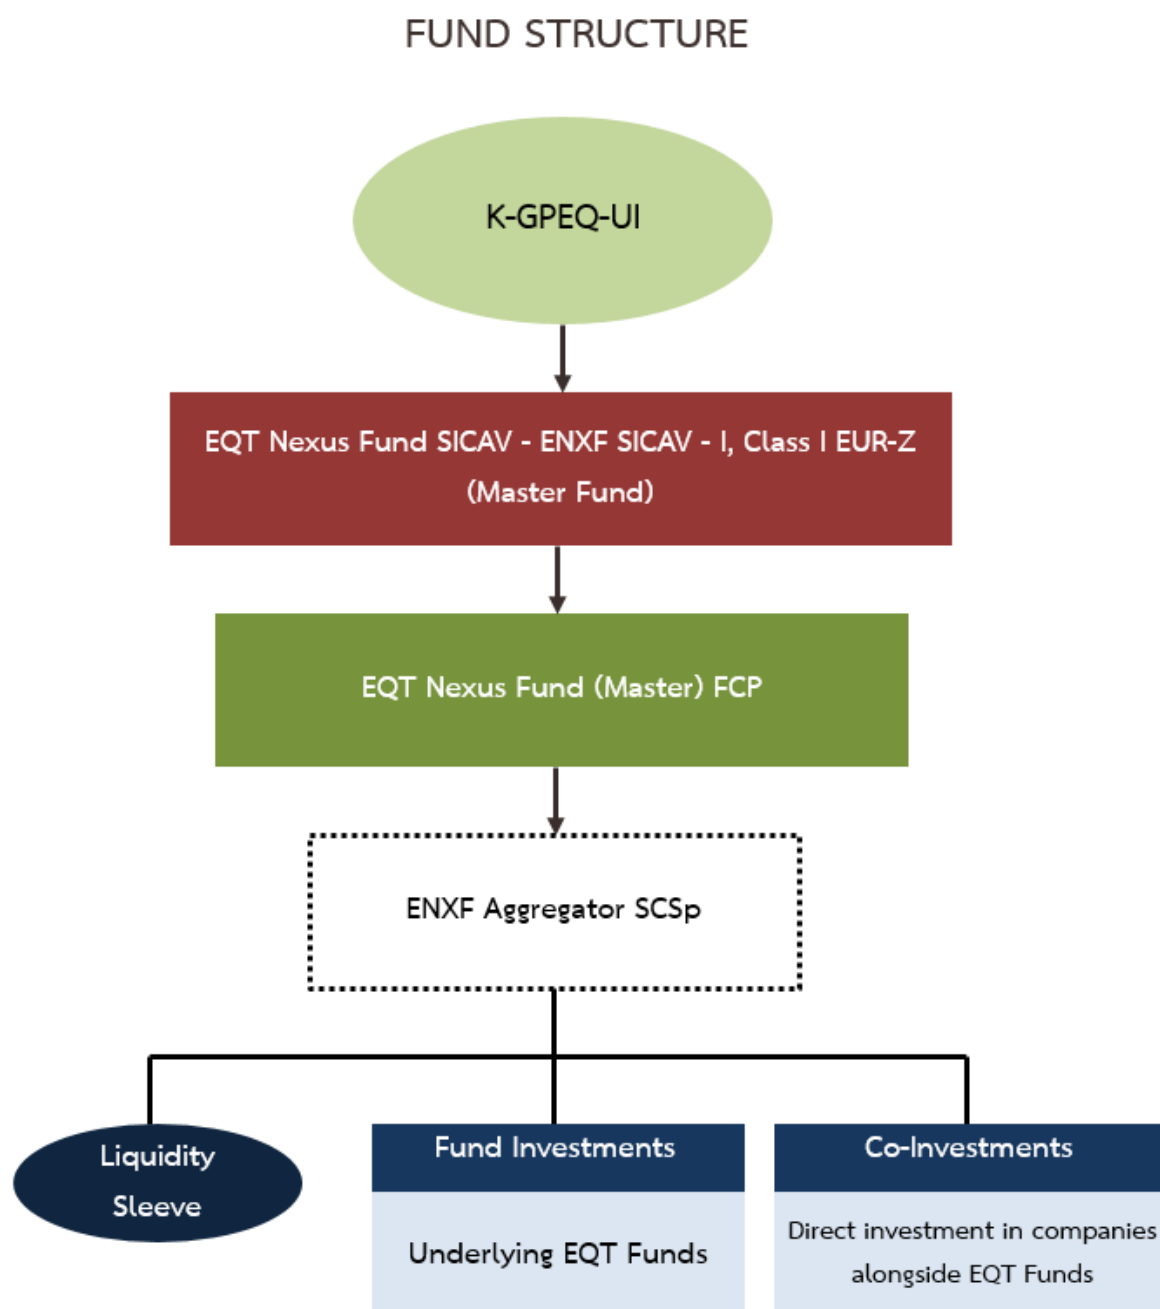 FUND STRUCTURE
K-GPEQ-UI
EQT Nexus Fund SICAV - ENXF SICAV - I, Class I EUR-Z
(Master Fund)
EQT Nexus Fund (Master) FCP
ENXF Aggregator SCSp
Liquidity
Sleeve
Fund Investments
Underlying EQT Funds
Co-Investments
Direct investment in companies
alongside EQT Funds